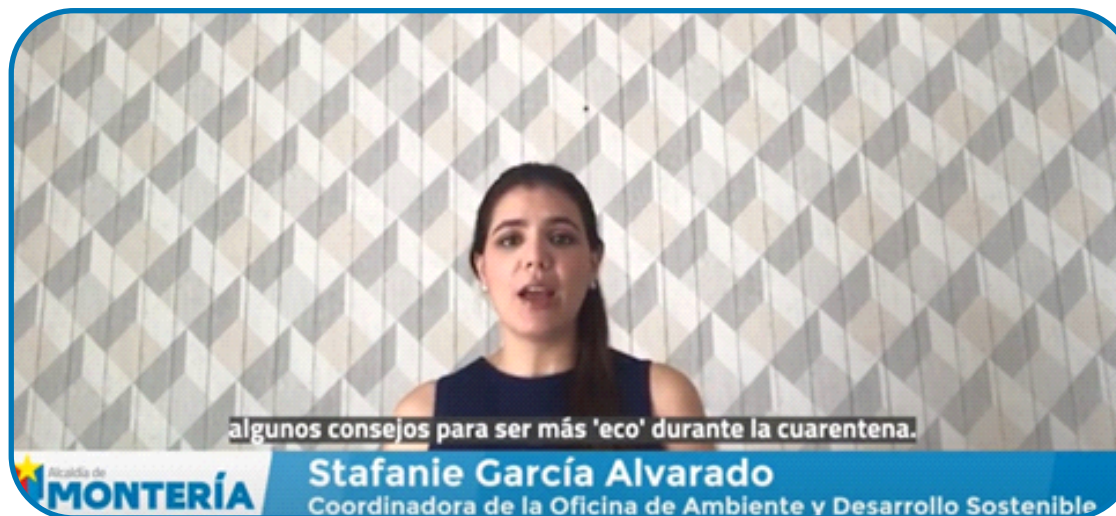 algunos consejos para ser más 'eco' durante la cuarentena.
Alcaldía de
MONTERÍA
Stafanie García Alvarado
Coordinadora de la Oficina de Ambiente y Desarrollo Sostenible